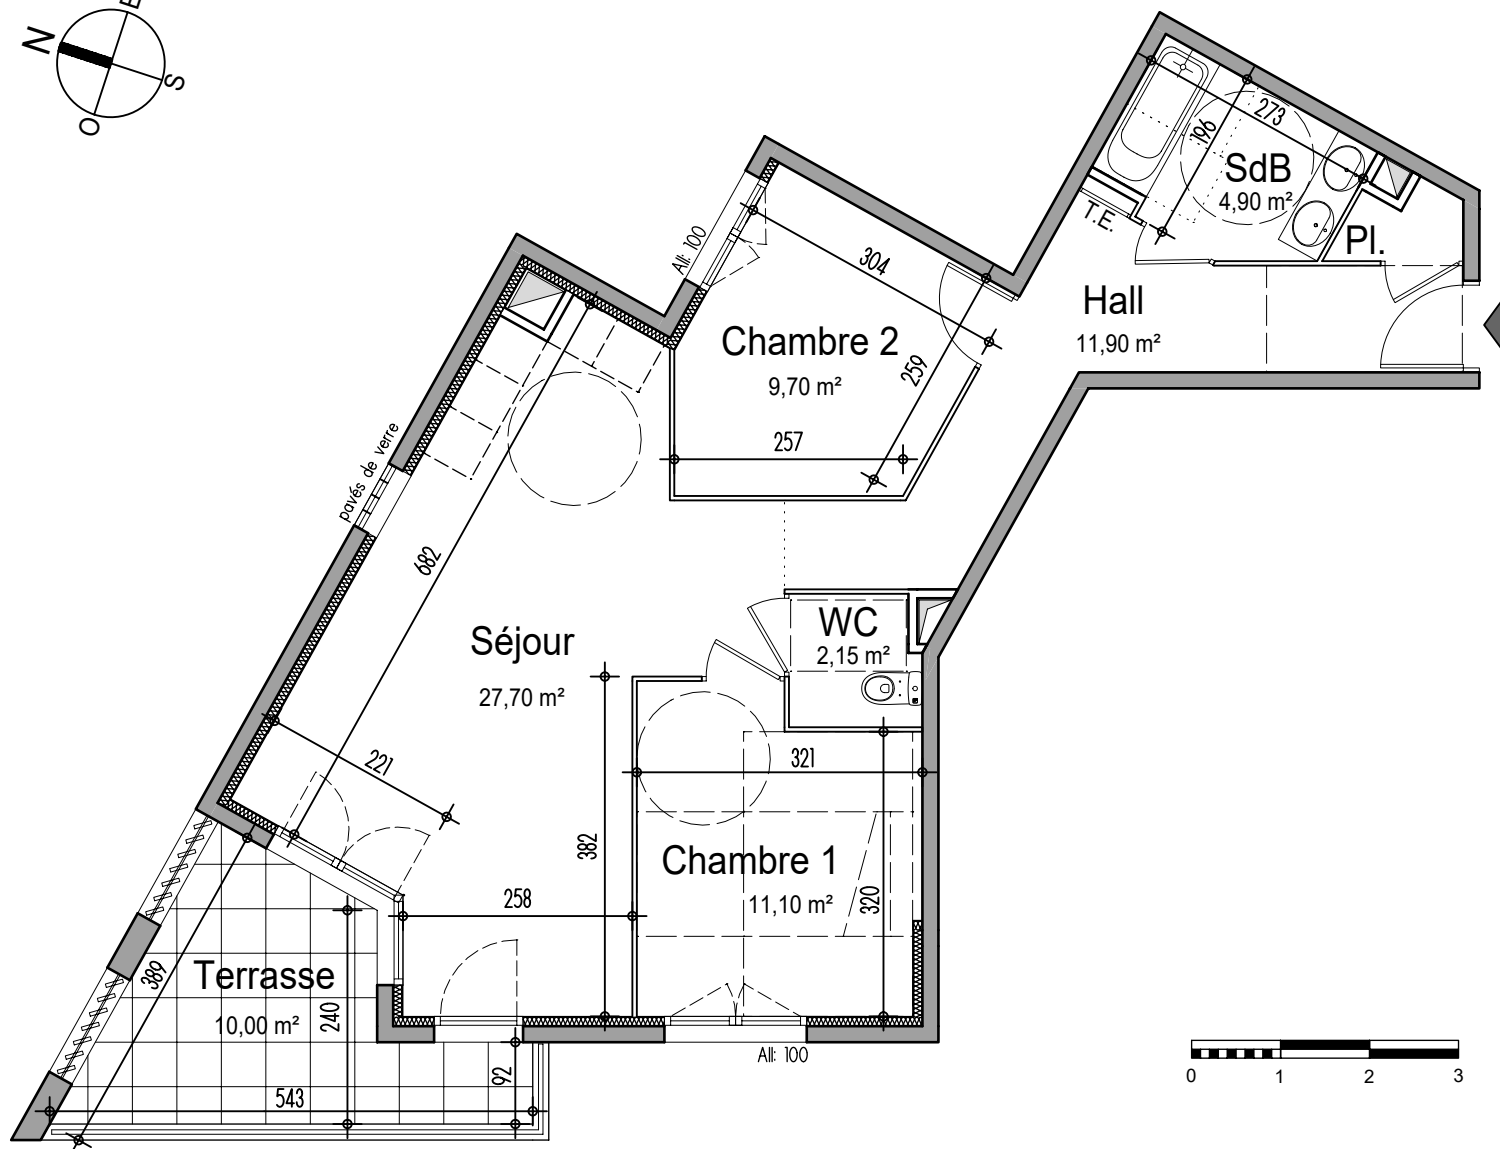 E
N
S
O
273
196
SdB
4,90 m²
T.E.
Pl.
All: 100
304
Hall
11,90 m²
Chambre 2
9,70 m²
259
257
pavés de verre
682
WC
2,15 m²
Séjour
27,70 m²
221
321
382
Chambre 1
11,10 m²
320
258
389
Terrasse
10,00 m²
240
All: 100
92
543
0 1 2 3